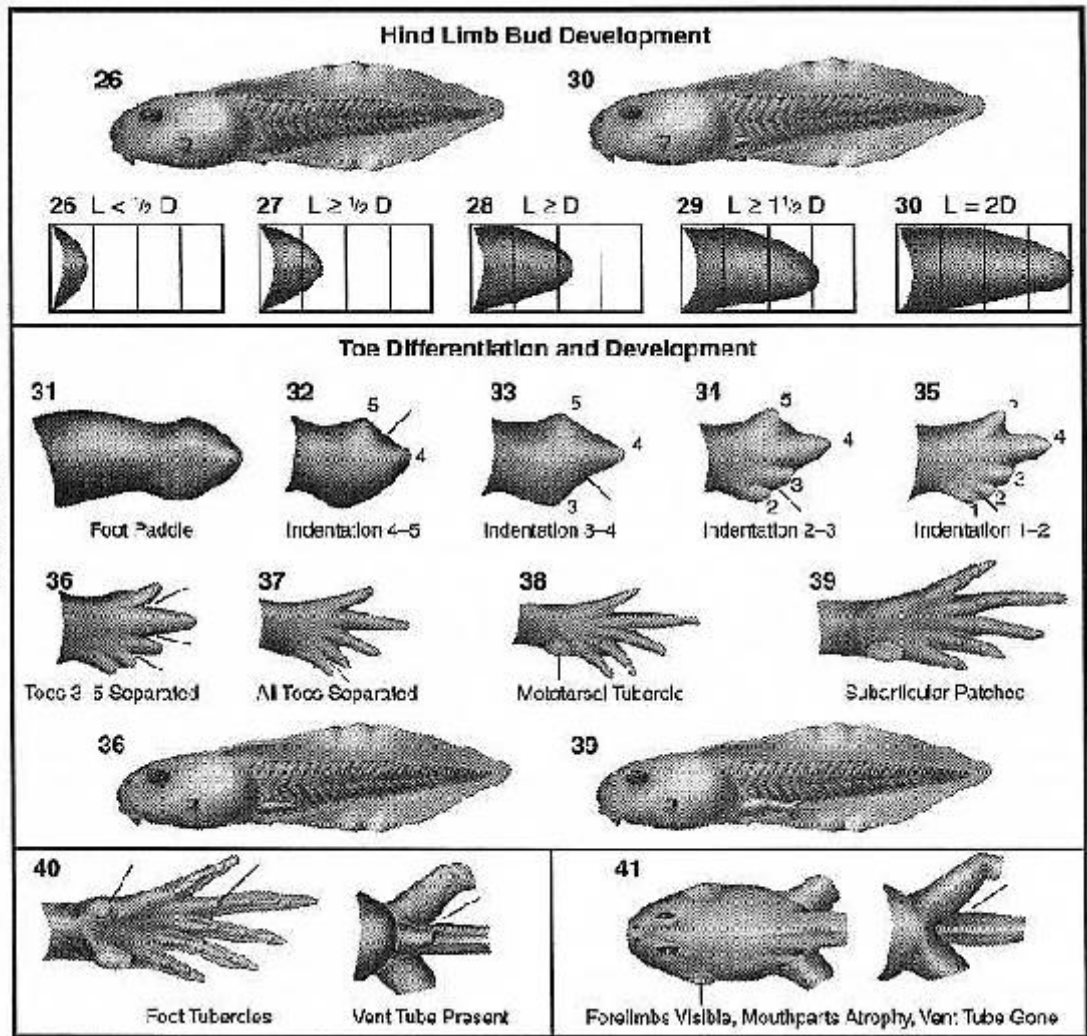 Hind Limb Bud Development
26 30
26 L < ½ D 27 L ≥ ½ D 28 L ≥ D 29 L ≥ 1½ D 30 L = 2D
Toe Differentiation and Development
31 32 33 34 35
5 5 5 5
4 4 4 4
3 3 3
2 2 1
Foot Paddle Indentation 4–5 Indentation 3–4 Indentation 2–3 Indentation 1–2
36 37 38 39
Toes 3–5 Separated All Toes Separated Metatarsal Tubercle Subarticular Patches
36 39
40 41
Foot Tubercles Vent Tube Present Forelimbs Visible, Mouthparts Atrophy, Vent Tube Gone